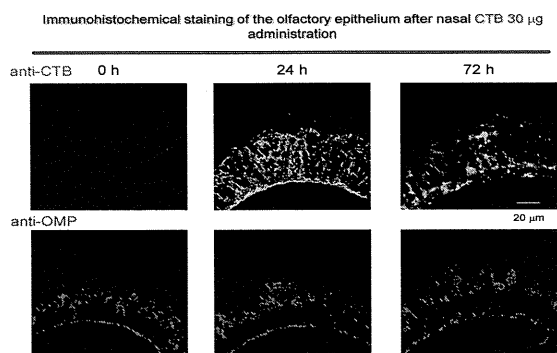 Immunohistochemical staining of the olfactory epithelium after nasal CTB 30 µg
administration
anti-CTB 0 h 24 h 72 h
20 µm
anti-OMP